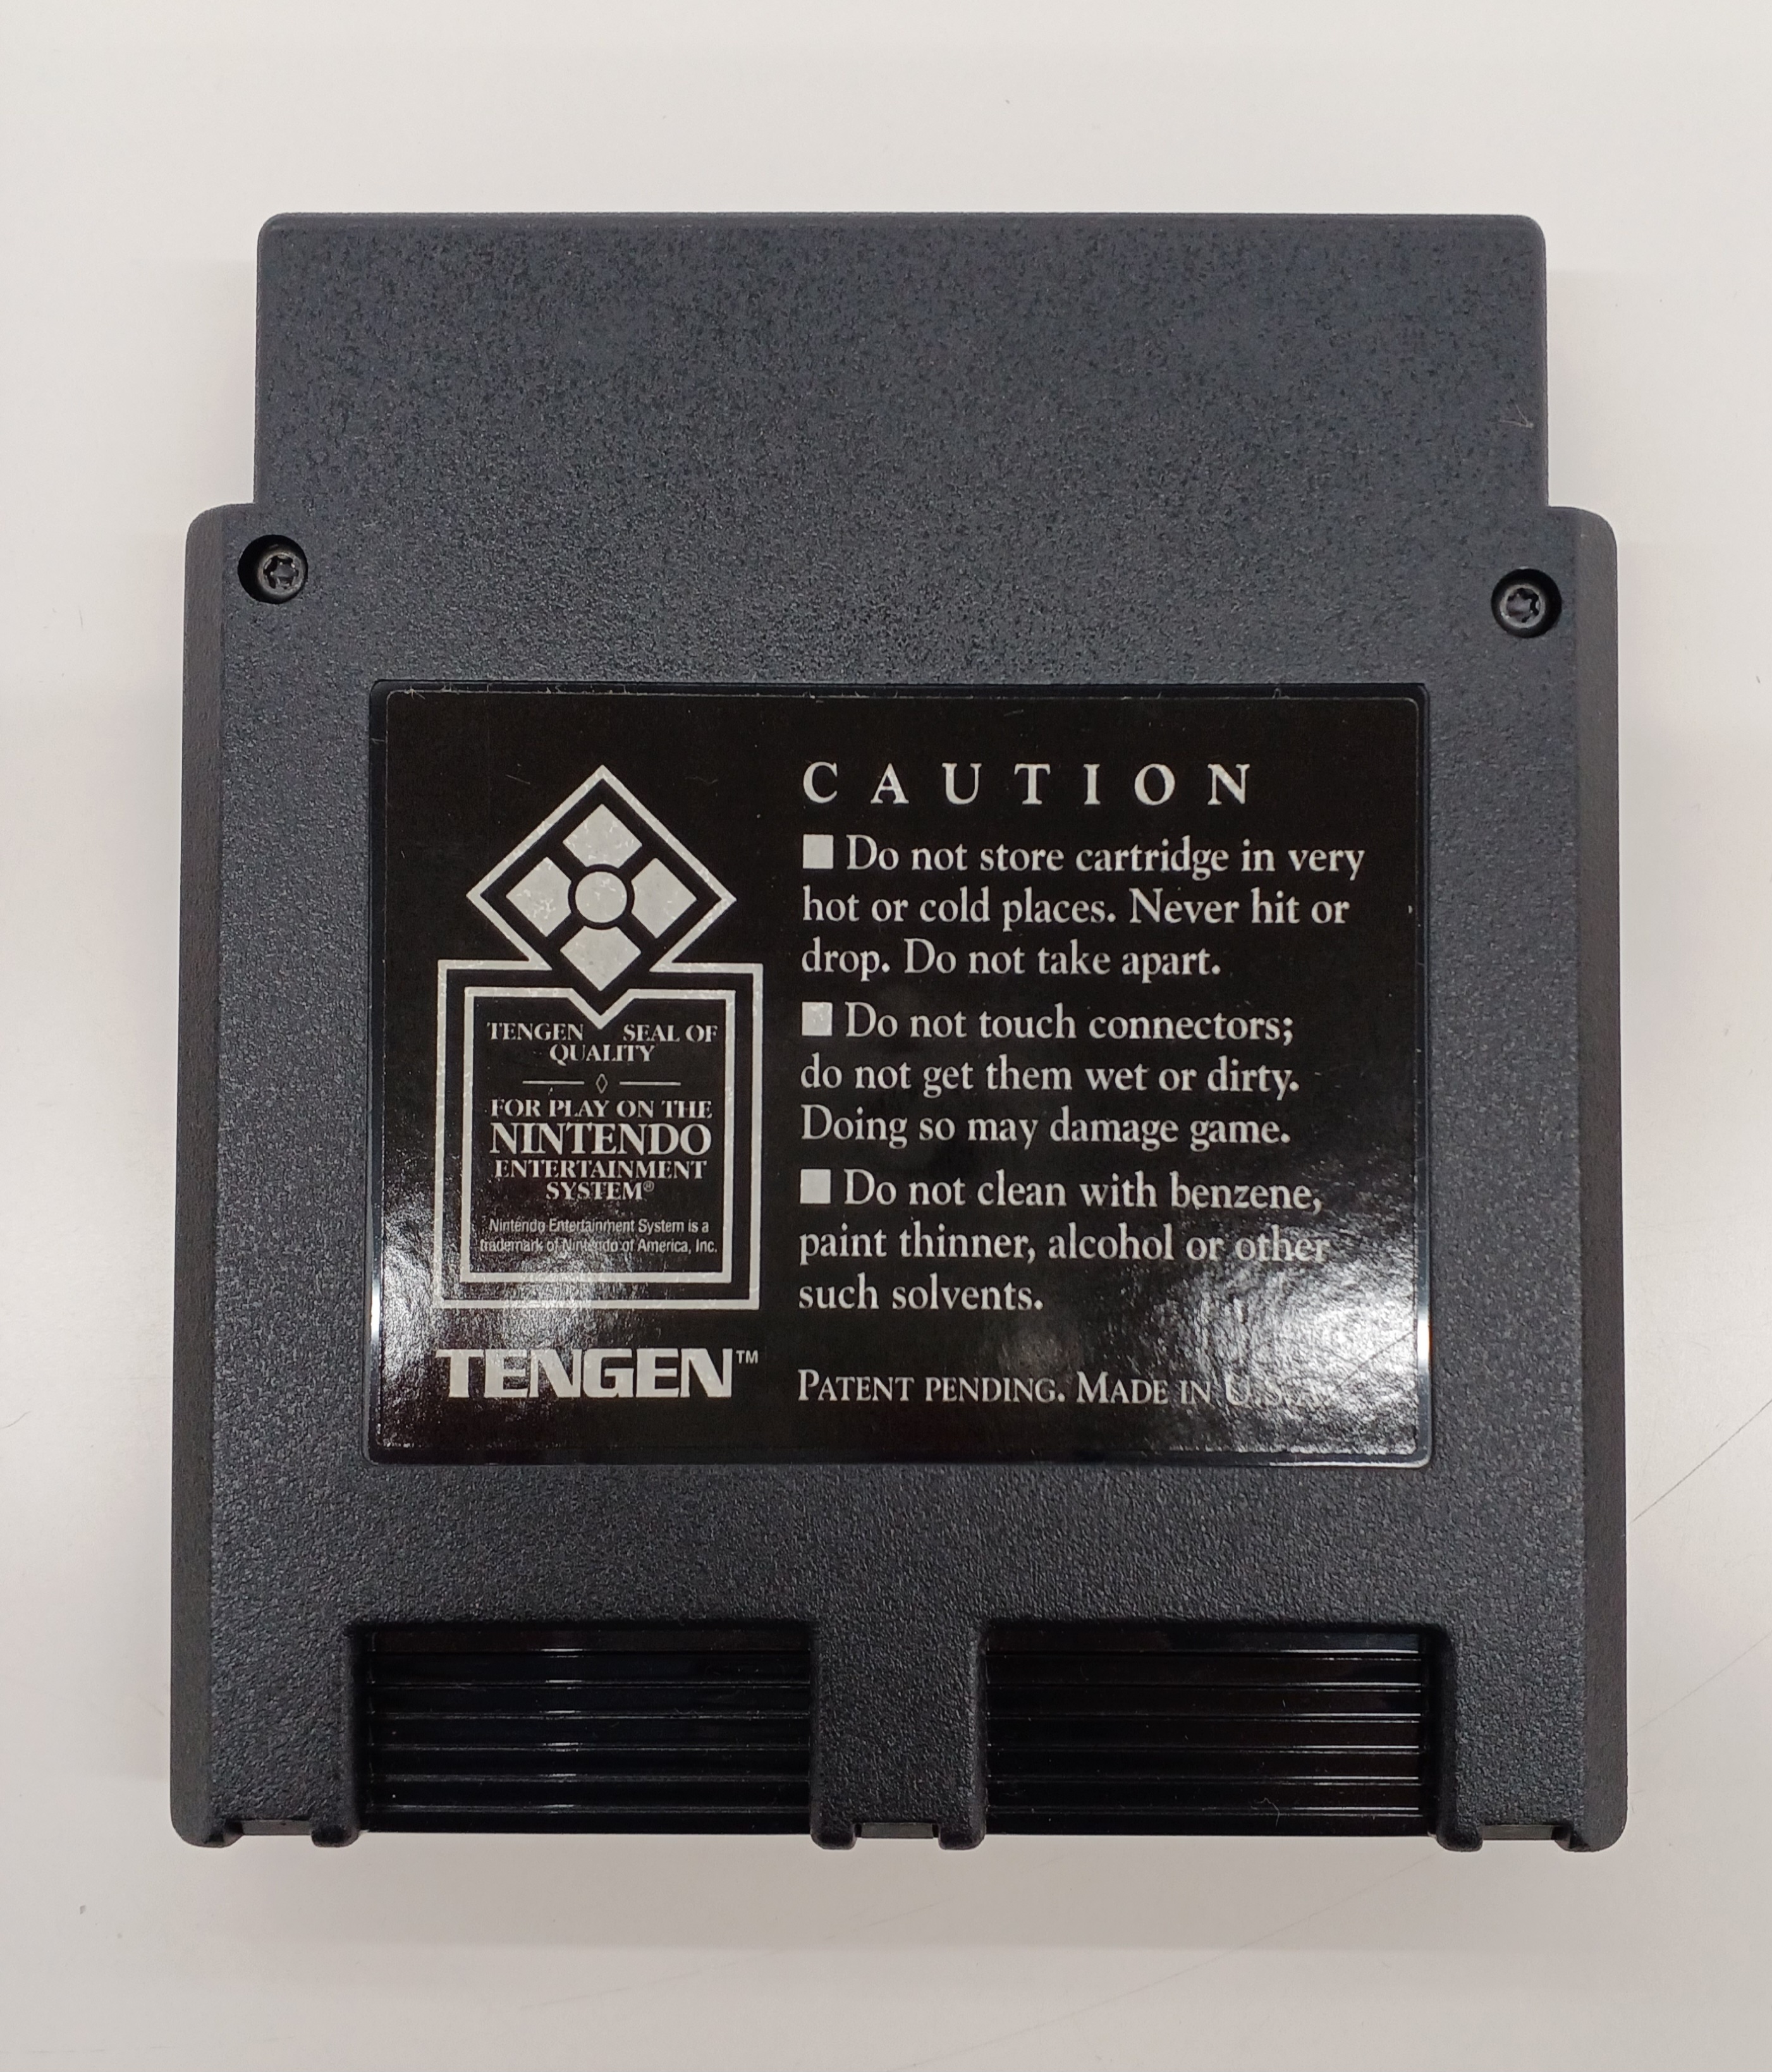 TENGEN SEAL OF
QUALITY
FOR PLAY ON THE
NINTENDO
ENTERTAINMENT
SYSTEM®
Nintendo Entertainment System is a
trademark of Nintendo of America, Inc.
TENGEN™
CAUTION
■ Do not store cartridge in very
hot or cold places. Never hit or
drop. Do not take apart.
■ Do not touch connectors;
do not get them wet or dirty.
Doing so may damage game.
■ Do not clean with benzene,
paint thinner, alcohol or other
such solvents.
PATENT PENDING. MADE IN U.S.A.